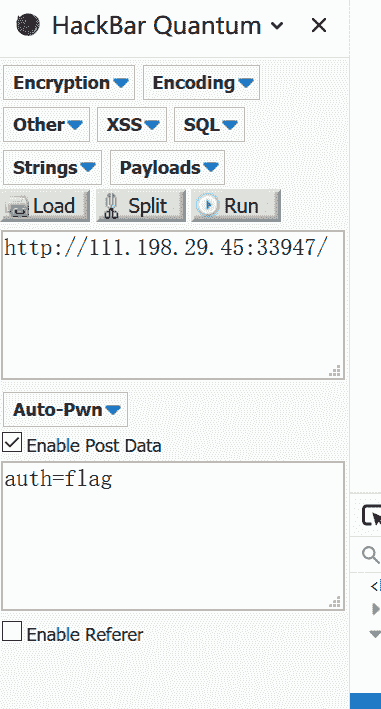 HackBar Quantum
Encryption Encoding
Other XSS SQL
Strings Payloads
Load Split Run
http://111.198.29.45:33947/
Auto-Pwn
Enable Post Data
auth=flag
Enable Referer